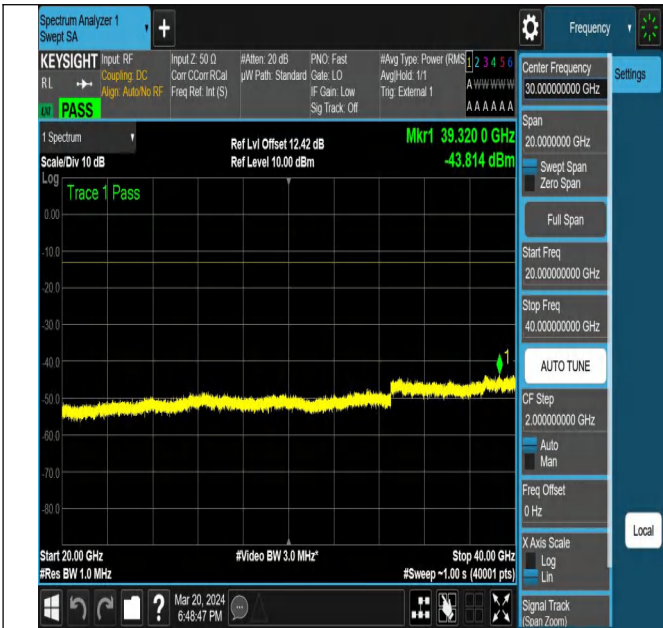 Spectrum Analyzer 1
Swept SA
+
Frequency
KEYSIGHT
RL
PASS
Input: RF
Coupling: DC
Align: Auto/No RF
Input Z: 50 Ω
Corr CCorr RCal
Freq Ref: Int (S)
#Atten: 20 dB
µW Path: Standard
PNO: Fast
Gate: LO
IF Gain: Low
Sig Track: Off
#Avg Type: Power (RMS
Avg|Hold: 1/1
Trig: External 1
1 2 3 4 5 6
A W W W W W
A A A A A A
1 Spectrum
Scale/Div 10 dB
Ref Lvl Offset 12.42 dB
Ref Level 10.00 dBm
Mkr1 39.320 0 GHz
-43.814 dBm
Log
Trace 1 Pass
0.00
-10.0
-20.0
-30.0
-40.0
-50.0
-60.0
-70.0
-80.0
1
Start 20.00 GHz
#Res BW 1.0 MHz
#Video BW 3.0 MHz*
Stop 40.00 GHz
#Sweep ~1.00 s (40001 pts)
Center Frequency
30.000000000 GHz
Settings
Span
20.0000000 GHz
Swept Span
Zero Span
Full Span
Start Freq
20.000000000 GHz
Stop Freq
40.000000000 GHz
AUTO TUNE
CF Step
2.000000000 GHz
Auto
Man
Freq Offset
0 Hz
X Axis Scale
Log
Lin
Local
Signal Track
(Span Zoom)
?
Mar 20, 2024
6:48:47 PM